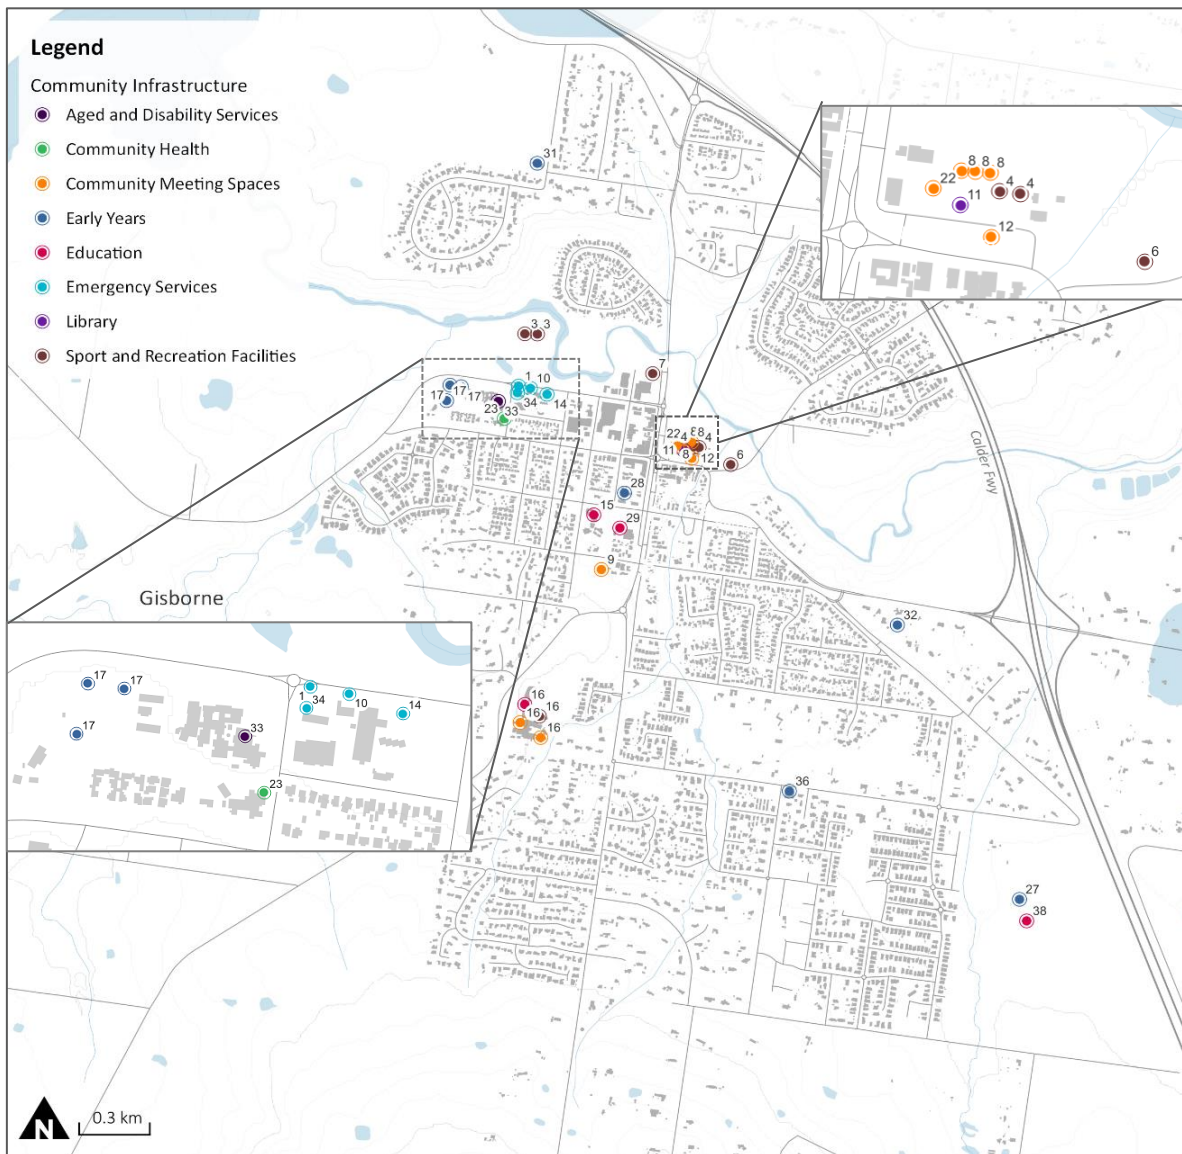 Legend
Community Infrastructure
Aged and Disability Services
Community Health
Community Meeting Spaces
Early Years
Education
Emergency Services
Library
Sport and Recreation Facilities
31
8 8 8
22 4 4
11
12
6
3 3
7
1 10
17 17 17 34 14
23 33
22 4 8 8 4
11 8 12 6
28
15
29
9
Calder Fwy
Gisborne
32
17 17
1 34 10 14
17 33
23
16
16 16
16
36
27
38
N 0.3 km